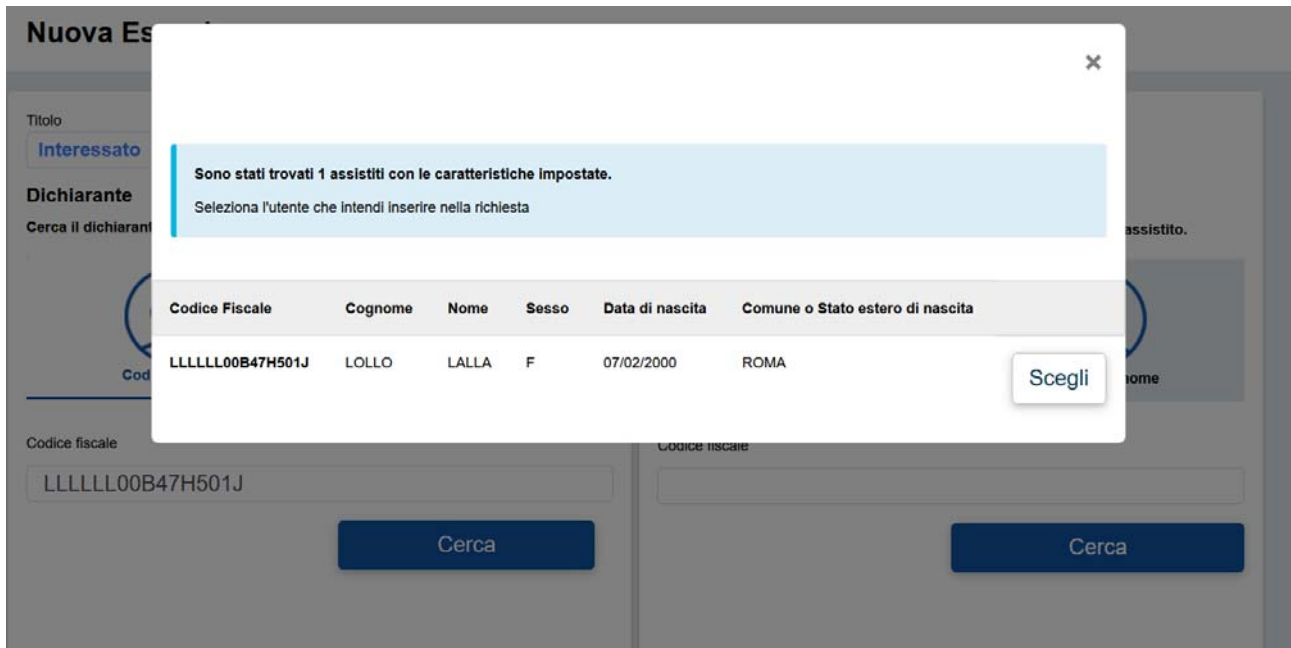 Nuova Es
×
Titolo
Interessato
Sono stati trovati 1 assistiti con le caratteristiche impostate.
Seleziona l'utente che intendi inserire nella richiesta
Dichiarante
Cerca il dichiarant
assistito.
Codice Fiscale Cognome Nome Sesso Data di nascita Comune o Stato estero di nascita
LLLLLL00B47H501J LOLLO LALLA F 07/02/2000 ROMA
Scegli
Cod
nome
Codice fiscale
Codice fiscale
LLLLLL00B47H501J
Cerca
Cerca